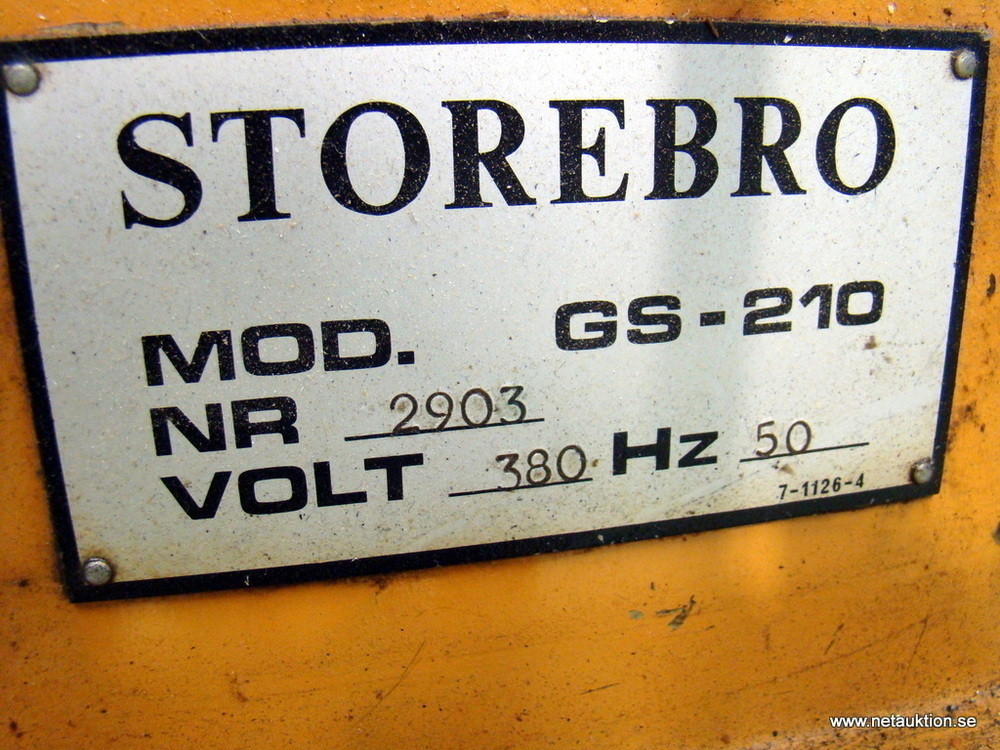 STOREBRO
MOD. GS-210
NR 2903
VOLT 380 Hz 50
7-1126-4
www.netauktion.se